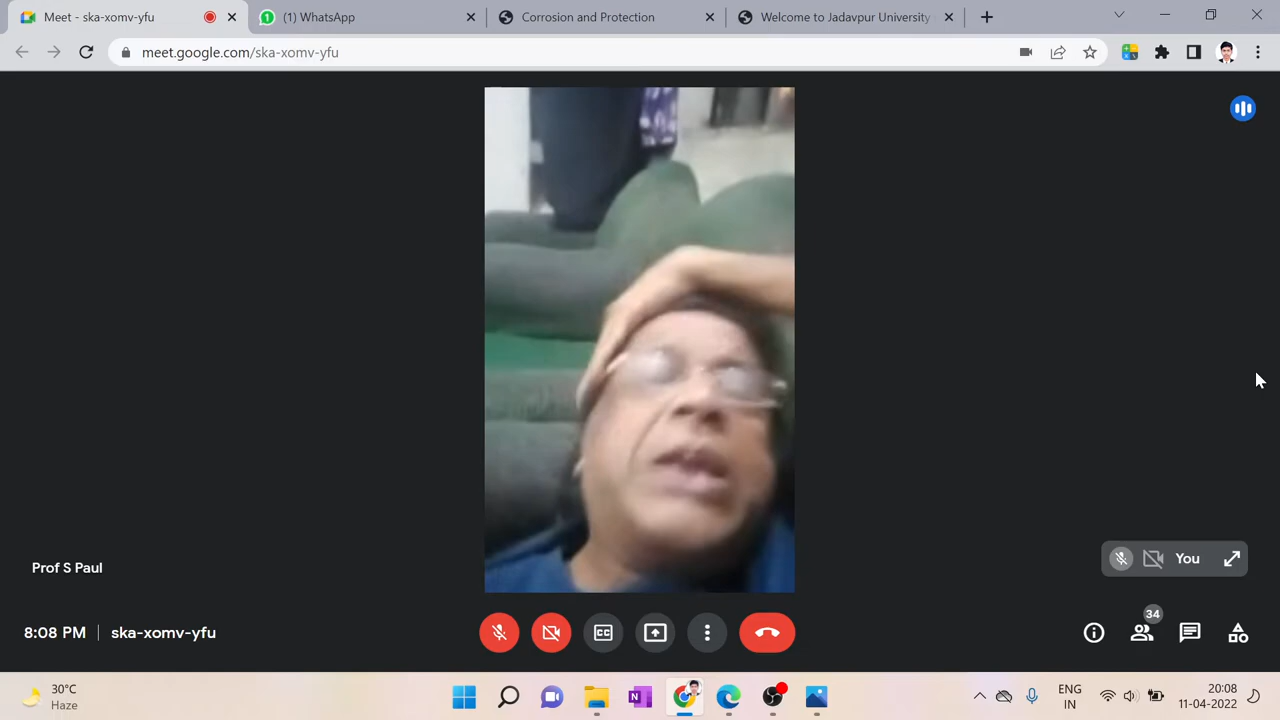 Meet - ska-xomv-yfu
(1) WhatsApp
Corrosion and Protection
Welcome to Jadavpur University
meet.google.com/ska-xomv-yfu
Prof S Paul
You
8:08 PM | ska-xomv-yfu
CC
34
30°C
Haze
ENG
IN
20:08
11-04-2022